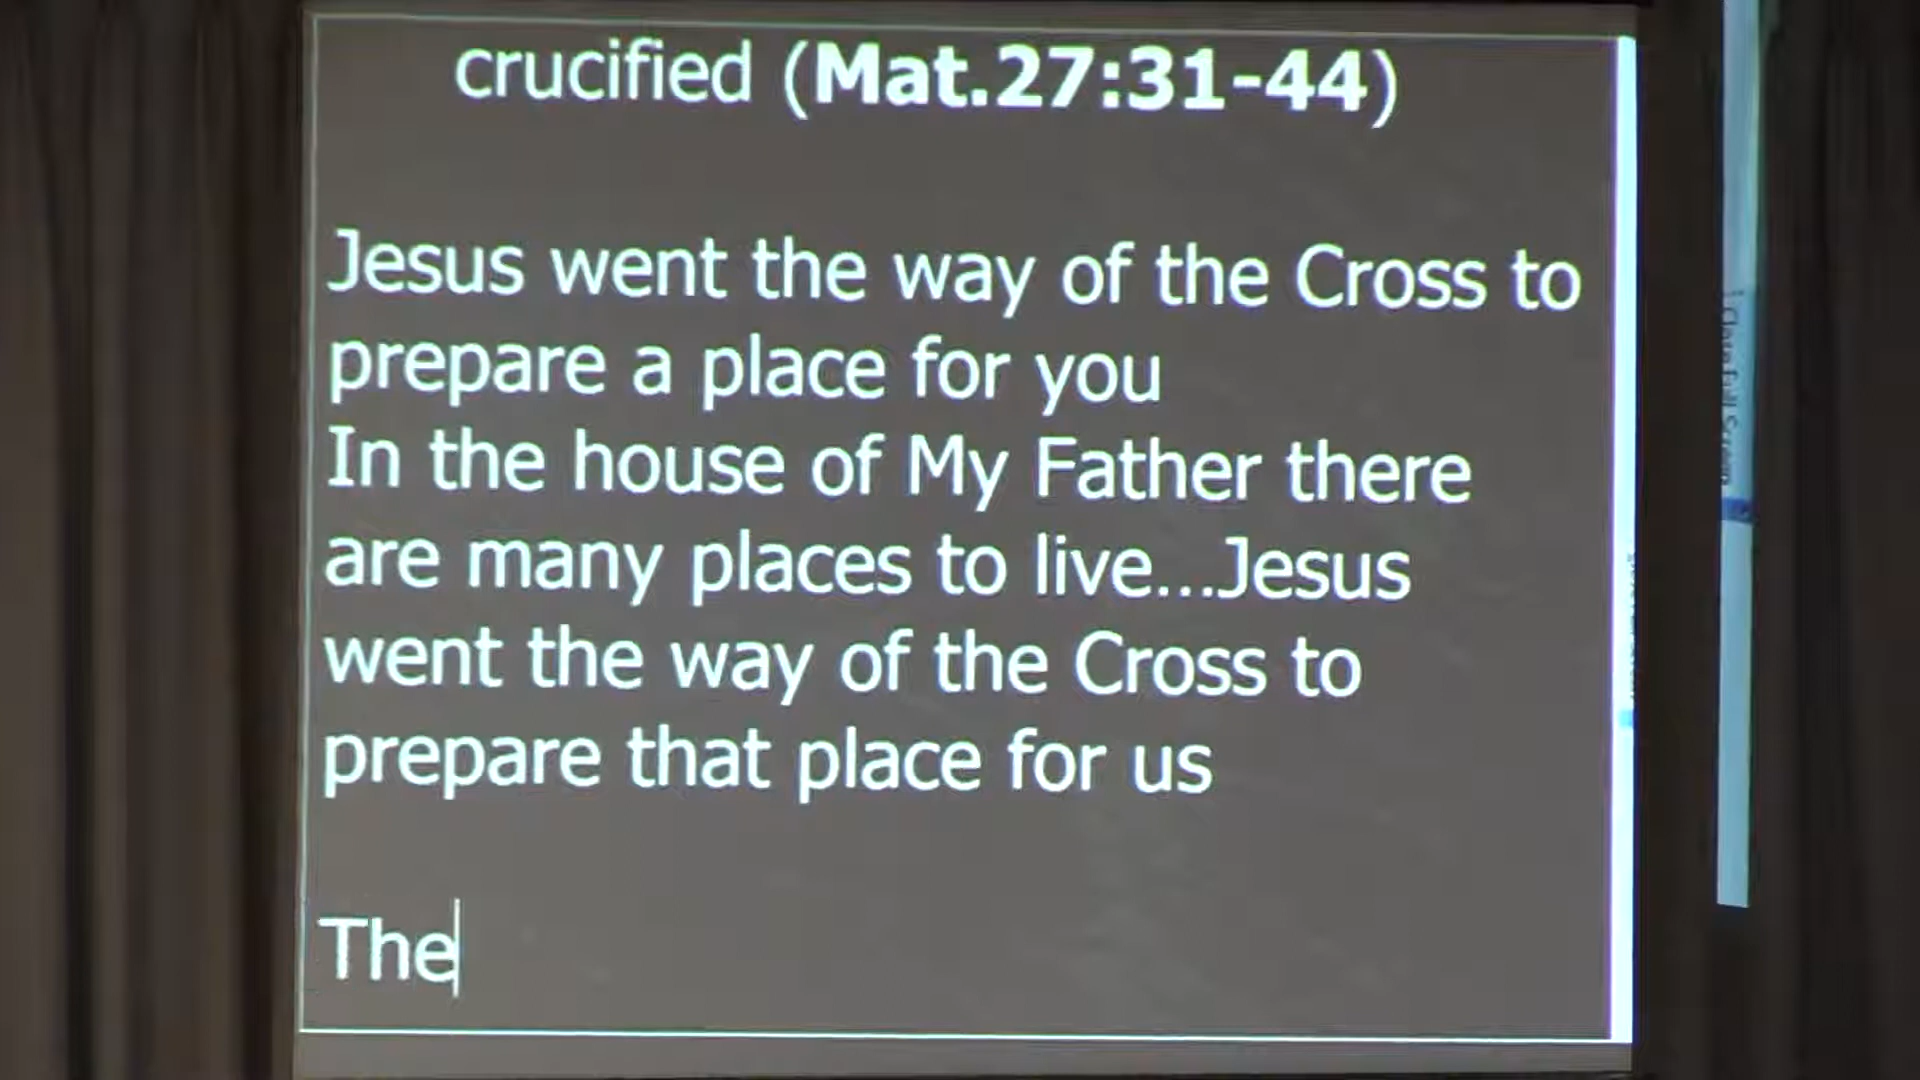 crucified (Mat.27:31-44)
Jesus went the way of the Cross to
prepare a place for you
In the house of My Father there
are many places to live...Jesus
went the way of the Cross to
prepare that place for us
The